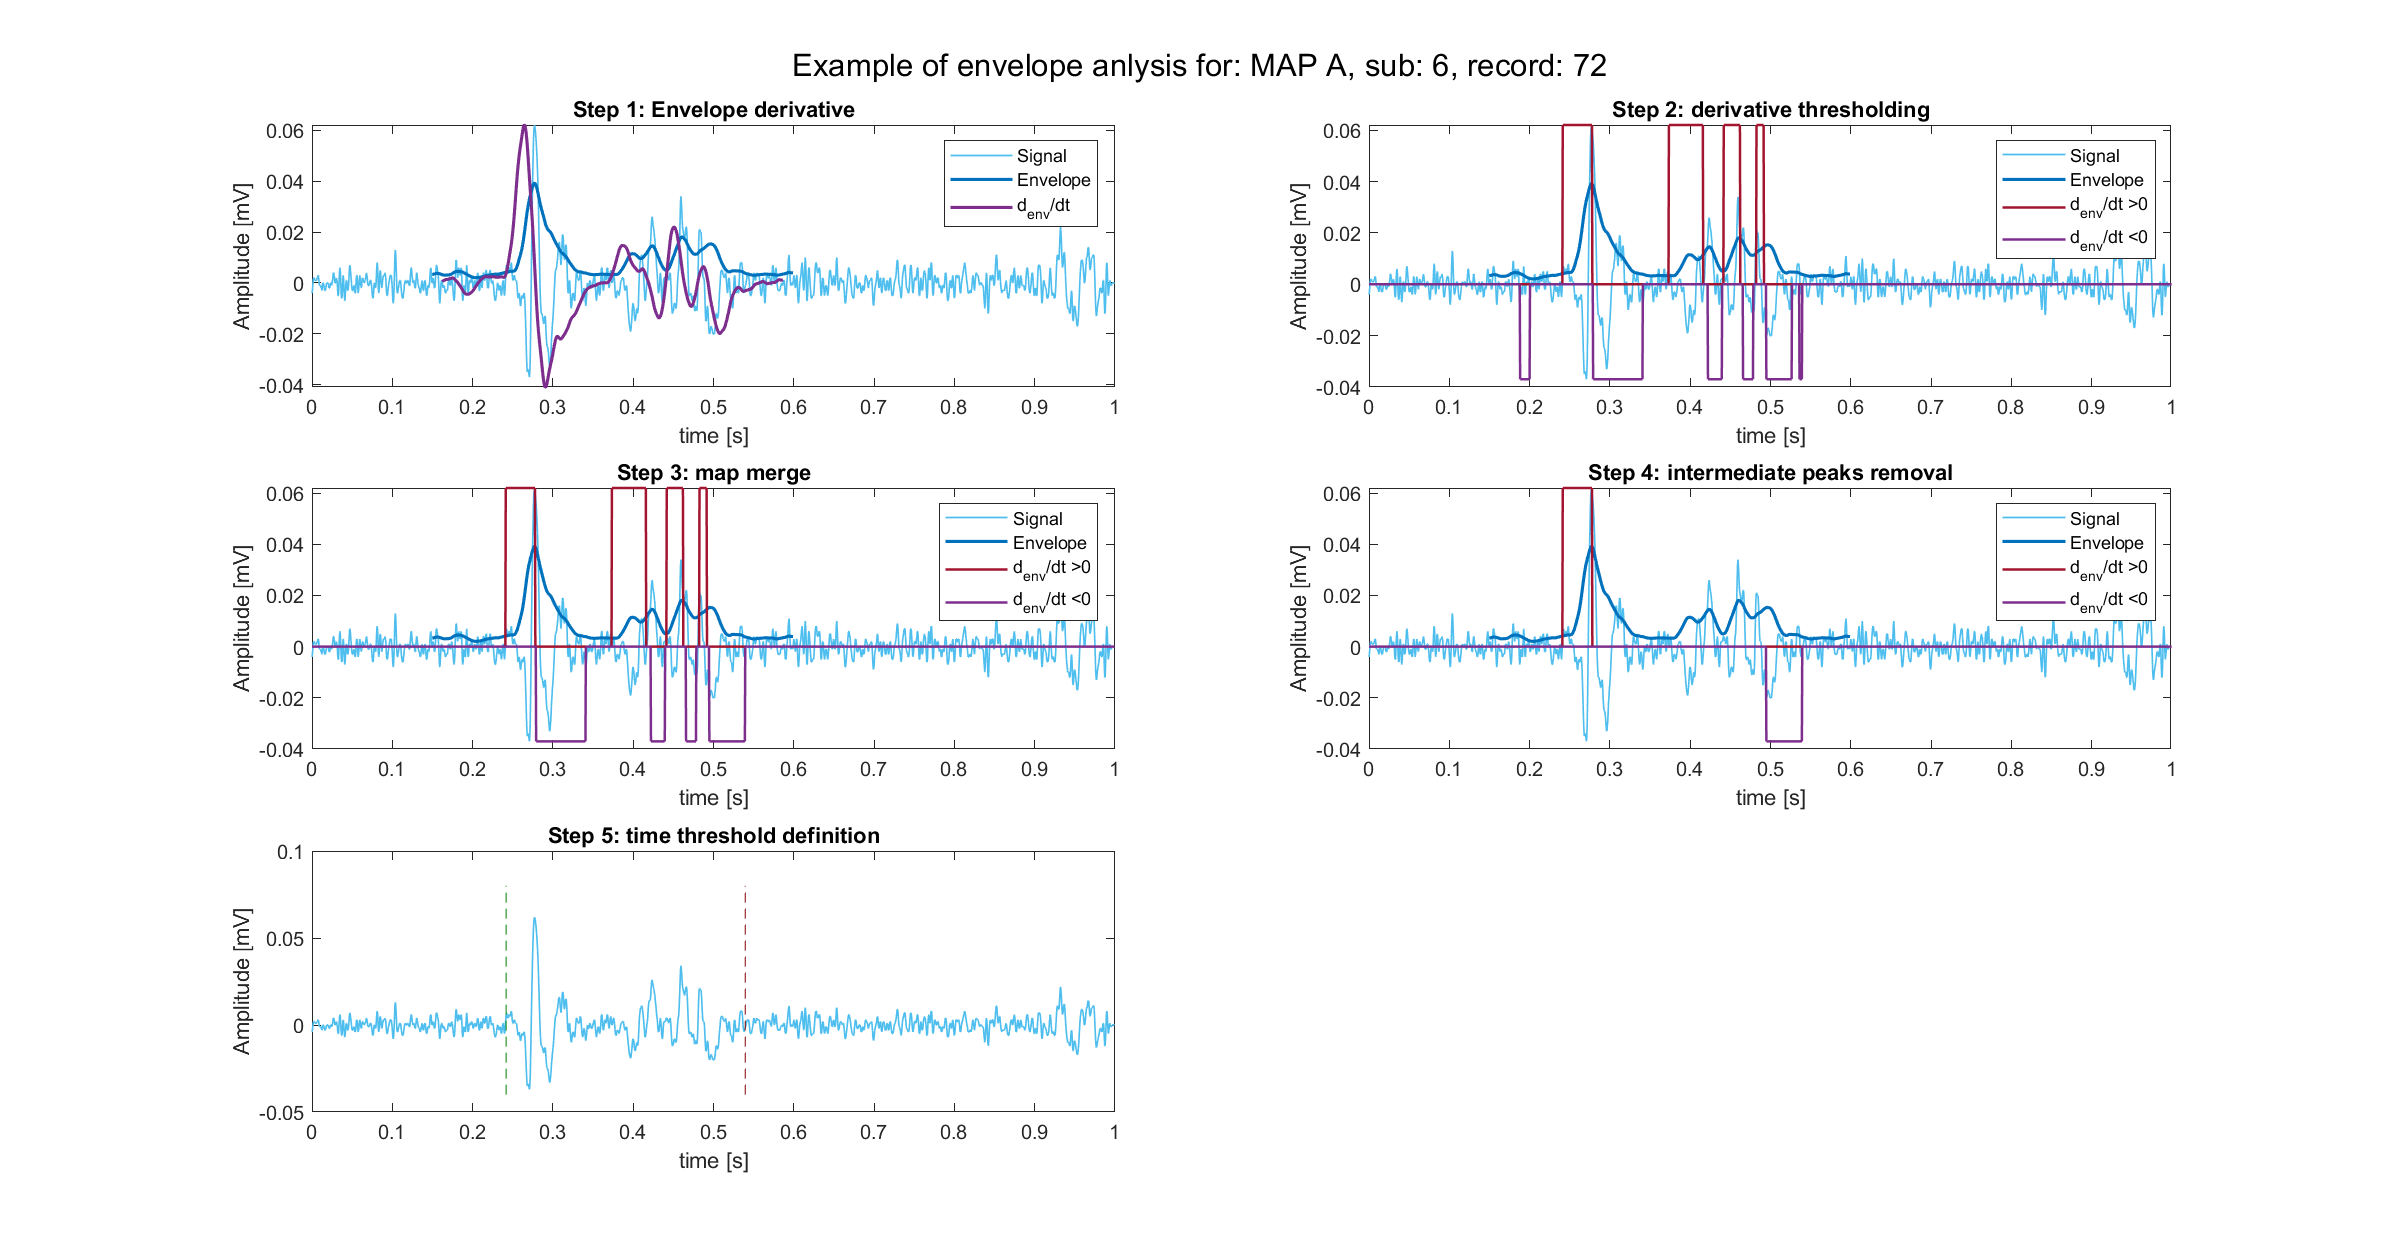 Example of envelope anlysis for: MAP A, sub: 6, record: 72
Step 1: Envelope derivative
0.06
0.04
0.02
0
-0.02
-0.04
Amplitude [mV]
0 0.1 0.2 0.3 0.4 0.5 0.6 0.7 0.8 0.9 1
time [s]
Signal
Envelope
d_env/dt
Step 2: derivative thresholding
0.06
0.04
0.02
0
-0.02
-0.04
Amplitude [mV]
0 0.1 0.2 0.3 0.4 0.5 0.6 0.7 0.8 0.9 1
time [s]
Signal
Envelope
d_env/dt >0
d_env/dt <0
Step 3: map merge
0.06
0.04
0.02
0
-0.02
-0.04
Amplitude [mV]
0 0.1 0.2 0.3 0.4 0.5 0.6 0.7 0.8 0.9 1
time [s]
Signal
Envelope
d_env/dt >0
d_env/dt <0
Step 4: intermediate peaks removal
0.06
0.04
0.02
0
-0.02
-0.04
Amplitude [mV]
0 0.1 0.2 0.3 0.4 0.5 0.6 0.7 0.8 0.9 1
time [s]
Signal
Envelope
d_env/dt >0
d_env/dt <0
Step 5: time threshold definition
0.1
0.05
0
-0.05
Amplitude [mV]
0 0.1 0.2 0.3 0.4 0.5 0.6 0.7 0.8 0.9 1
time [s]